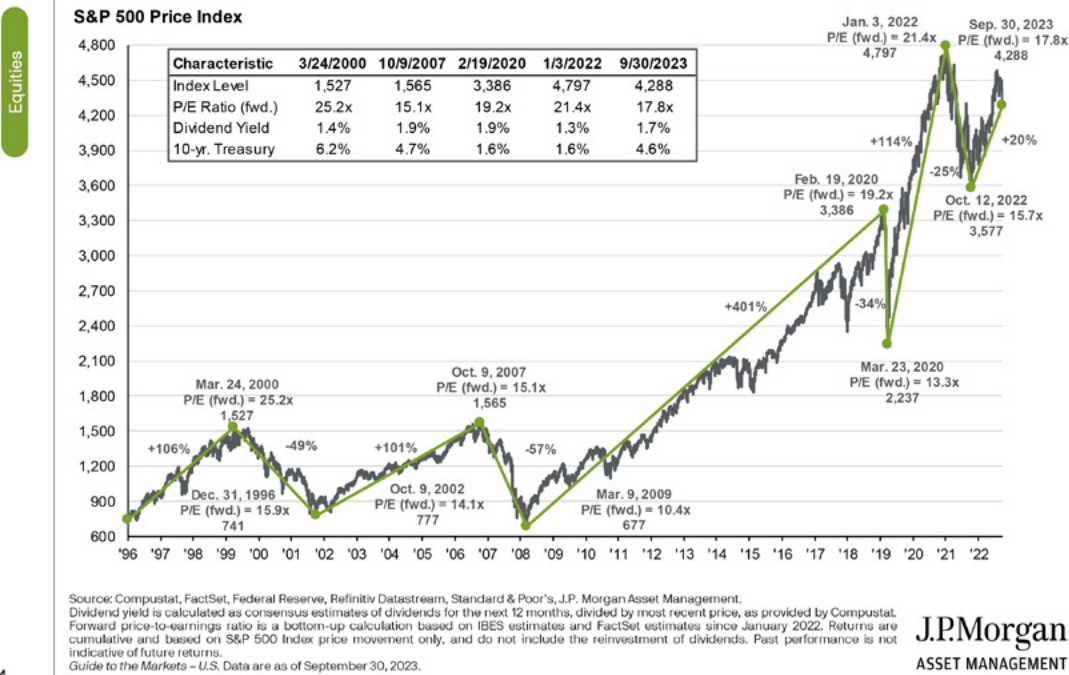 Equities
S&P 500 Price Index
4,800
4,500
4,200
3,900
3,600
3,300
3,000
2,700
2,400
2,100
1,800
1,500
1,200
900
600
Characteristic 3/24/2000 10/9/2007 2/19/2020 1/3/2022 9/30/2023
Index Level 1,527 1,565 3,386 4,797 4,288
P/E Ratio (fwd.) 25.2x 15.1x 19.2x 21.4x 17.8x
Dividend Yield 1.4% 1.9% 1.9% 1.3% 1.7%
10-yr. Treasury 6.2% 4.7% 1.6% 1.6% 4.6%
Jan. 3, 2022
P/E (fwd.) = 21.4x
4,797
Sep. 30, 2023
P/E (fwd.) = 17.8x
4,288
+114%
-25%
+20%
Feb. 19, 2020
P/E (fwd.) = 19.2x
3,386
Oct. 12, 2022
P/E (fwd.) = 15.7x
3,577
+401%
-34%
Mar. 23, 2020
P/E (fwd.) = 13.3x
2,237
Mar. 24, 2000
P/E (fwd.) = 25.2x
1,527
Oct. 9, 2007
P/E (fwd.) = 15.1x
1,565
+106%
-49%
+101%
-57%
Dec. 31, 1996
P/E (fwd.) = 15.9x
741
Oct. 9, 2002
P/E (fwd.) = 14.1x
777
Mar. 9, 2009
P/E (fwd.) = 10.4x
677
'96 '97 '98 '99 '00 '01 '02 '03 '04 '05 '06 '07 '08 '09 '10 '11 '12 '13 '14 '15 '16 '17 '18 '19 '20 '21 '22
Source: Compustat, FactSet, Federal Reserve, Refinitiv Datastream, Standard & Poor's, J.P. Morgan Asset Management.
Dividend yield is calculated as consensus estimates of dividends for the next 12 months, divided by most recent price, as provided by Compustat.
Forward price-to-earnings ratio is a bottom-up calculation based on IBES estimates and FactSet estimates since January 2022. Returns are
cumulative and based on S&P 500 Index price movement only, and do not include the reinvestment of dividends. Past performance is not
indicative of future returns.
Guide to the Markets – U.S. Data are as of September 30, 2023.
J.P.Morgan
ASSET MANAGEMENT